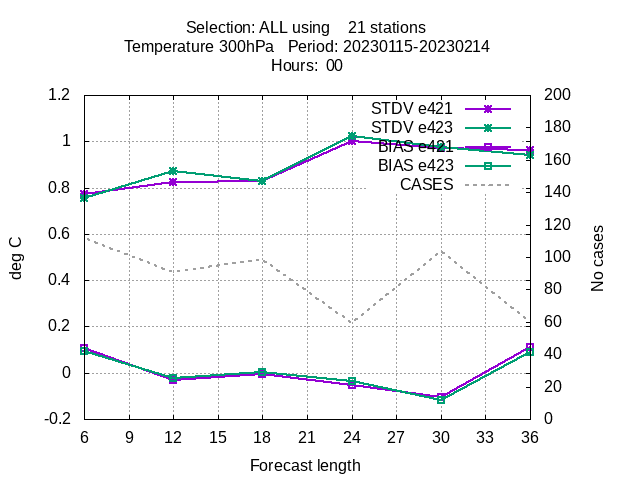 Selection: ALL using 21 stations
Temperature 300hPa Period: 20230115-20230214
Hours: 00
1.2
1
0.8
0.6
0.4
0.2
0
-0.2
deg C
STDV e421
STDV e423
BIAS e421
BIAS e423
CASES
200
180
160
140
120
100
80
60
40
20
0
No cases
6 9 12 15 18 21 24 27 30 33 36
Forecast length